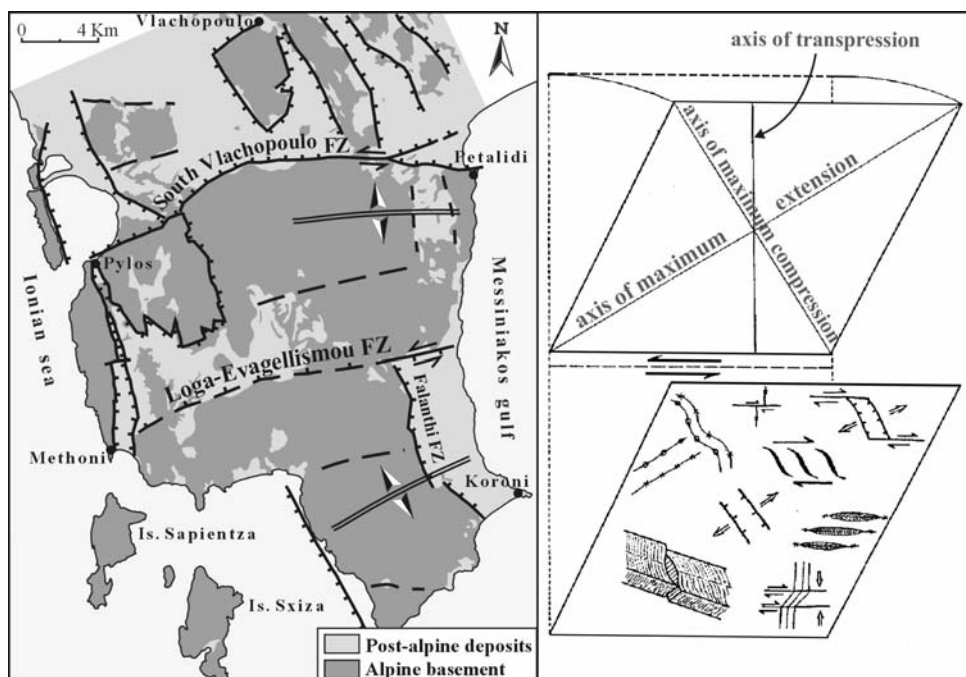 Vlachopoulo
0 4 Km
N
South Vlachopoulo FZ
Petalidi
Pylos
Ionian sea
Messiniakos gulf
Loga-Evagellismou FZ
Falanthi FZ
Methoni
Koroni
Is. Sapientza
Is. Sxiza
Post-alpine deposits
Alpine basement
axis of transpression
axis of maximum compression
axis of maximum extension